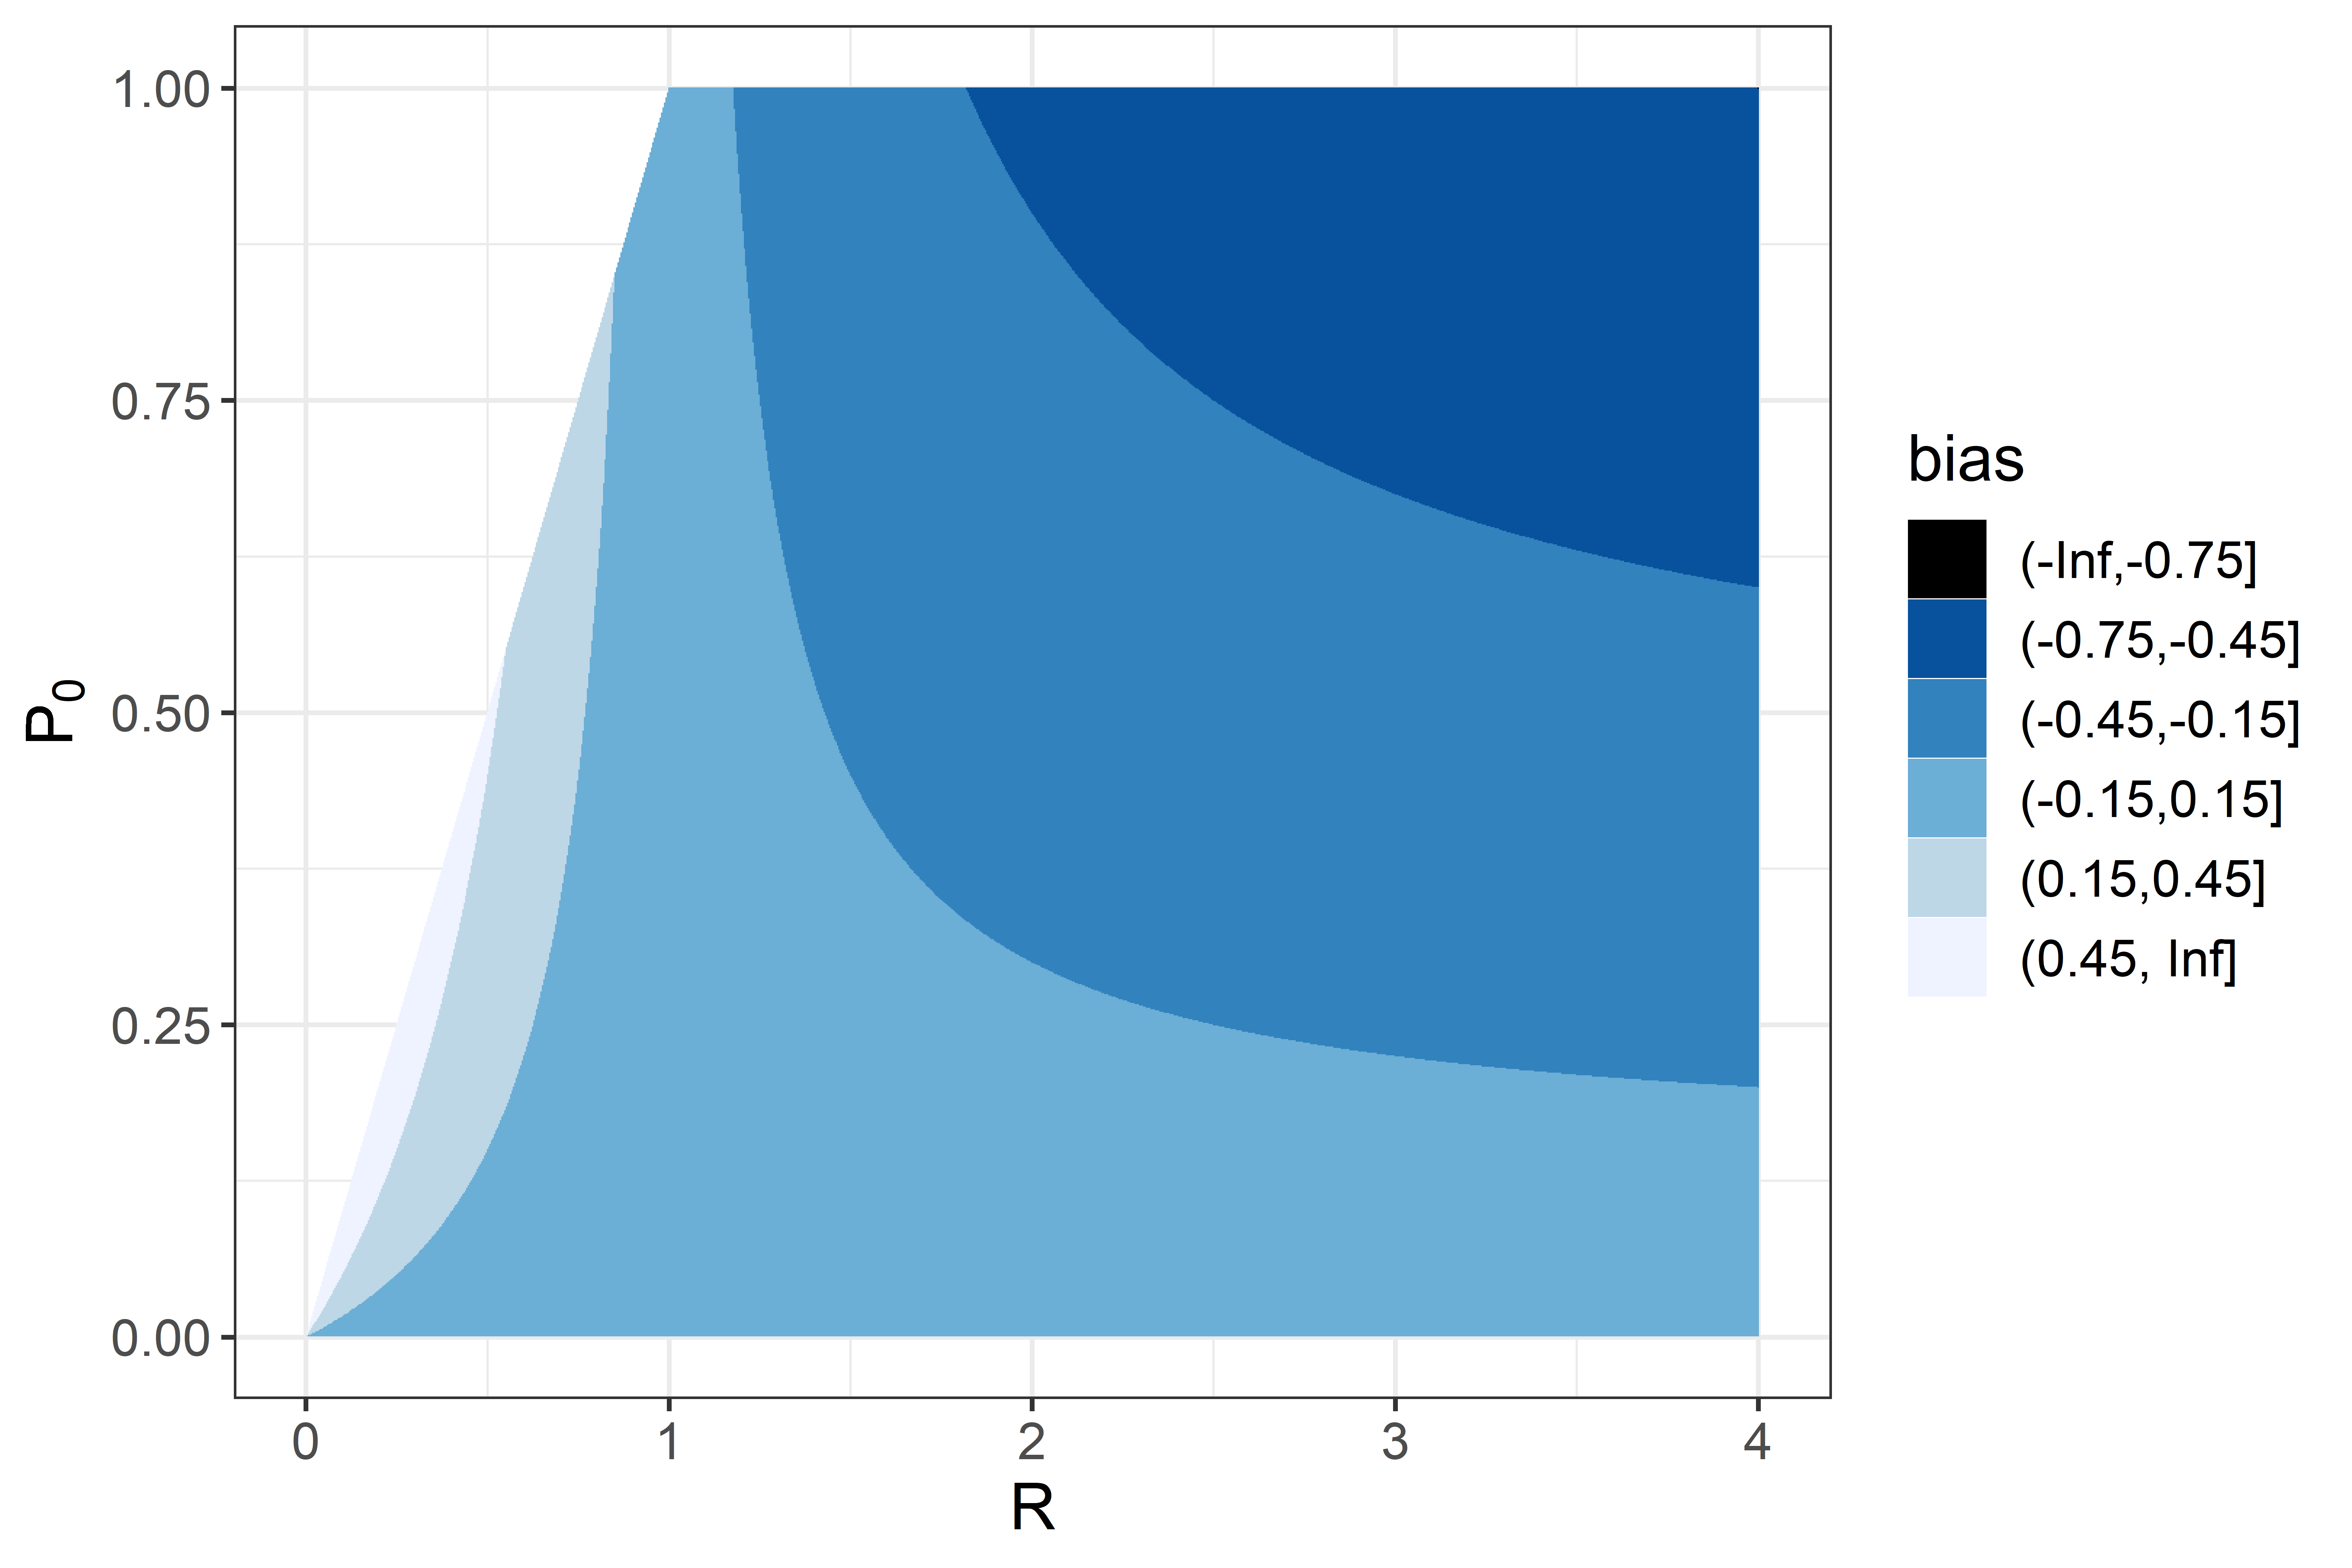 1.00
0.75
0.50
0.25
0.00
P0
0 1 2 3 4
R
bias
(-Inf,-0.75]
(-0.75,-0.45]
(-0.45,-0.15]
(-0.15,0.15]
(0.15,0.45]
(0.45, Inf]